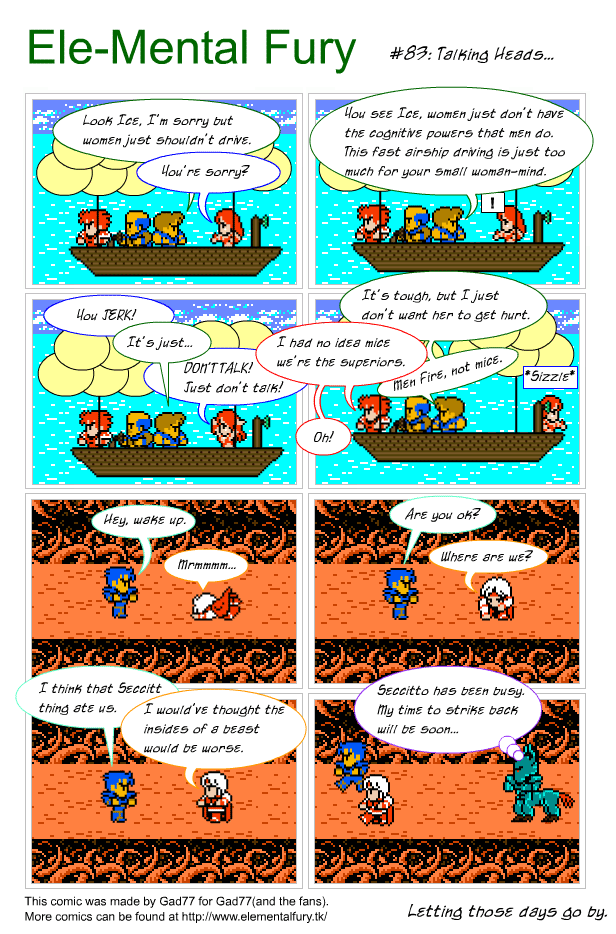 Ele-Mental Fury
#83: Talking Heads...
Look Ice, I'm sorry but
women just shouldn't drive.
You're sorry?
You see Ice, women just don't have
the cognitive powers that men do.
This fast airship driving is just too
much for your small woman-mind.
!
You JERK!
It's just...
DON'T TALK!
Just don't talk!
It's tough, but I just
don't want her to get hurt.
I had no idea mice
we're the superiors.
Men Fire, not mice.
Oh!
*Sizzle*
Hey, wake up.
Mrmmmm...
Are you ok?
Where are we?
I think that Seccitt
thing ate us.
I would've thought the
insides of a beast
would be worse.
Seccitto has been busy.
My time to strike back
will be soon...
This comic was made by Gad77 for Gad77(and the fans).
More comics can be found at http://www.elementalfury.tk/
Letting those days go by.